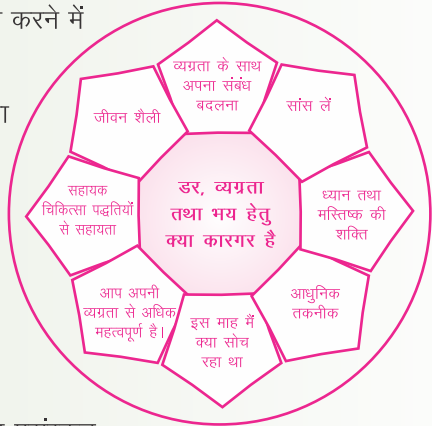 करने में
व्यग्रता के साथ
अपना संबंध
बदलना
सांस लें
ध्यान तथा
मस्तिष्क की
शक्ति
आधुनिक
तकनीक
इस माह मैं
क्या सोच
रहा था
आप अपनी
व्यग्रता से अधिक
महत्वपूर्ण है।
सहायक
चिकित्सा पद्धतियों
से सहायता
जीवन शैली
डर, व्यग्रता
तथा भय हेतु
क्या कारगर है